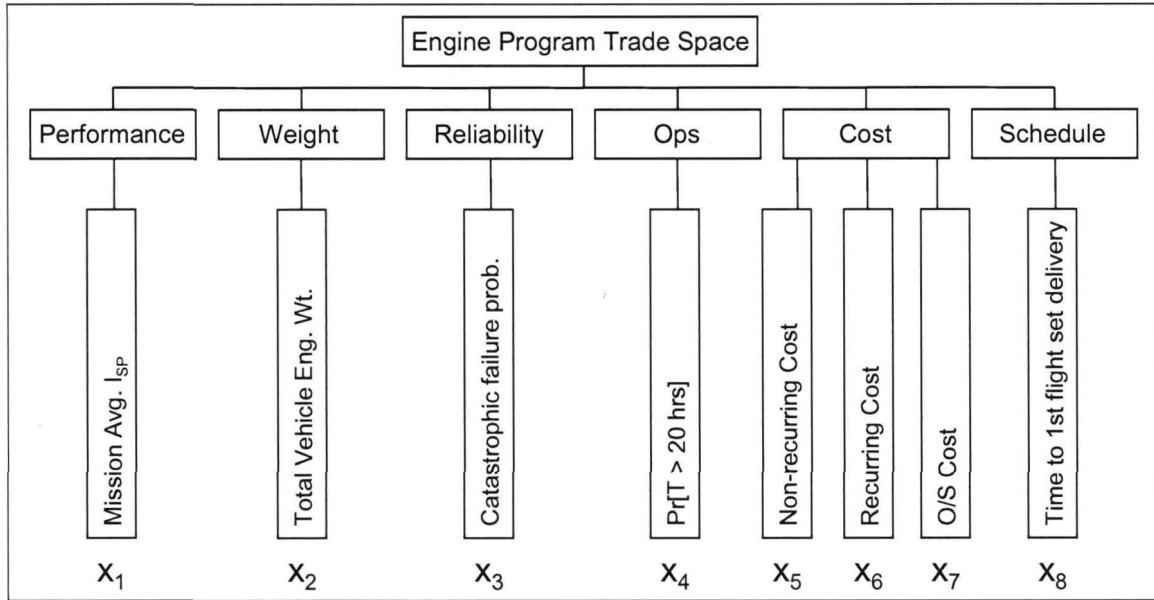 Engine Program Trade Space
Performance
Weight
Reliability
Ops
Cost
Schedule
Mission Avg. I_SP
Total Vehicle Eng. Wt.
Catastrophic failure prob.
Pr[T > 20 hrs]
Non-recurring Cost
Recurring Cost
O/S Cost
Time to 1st flight set delivery
x₁
x₂
x₃
x₄
x₅
x₆
x₇
x₈